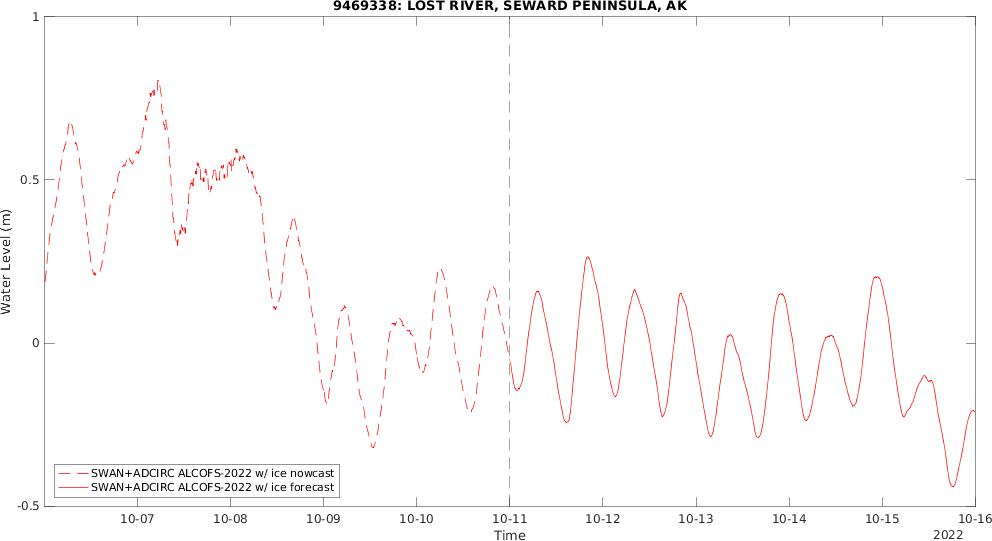 9469338: LOST RIVER, SEWARD PENINSULA, AK
1
0.5
0
-0.5
Water Level (m)
SWAN+ADCIRC ALCOFS-2022 w/ ice nowcast
SWAN+ADCIRC ALCOFS-2022 w/ ice forecast
10-07 10-08 10-09 10-10 10-11 10-12 10-13 10-14 10-15 10-16
Time
2022